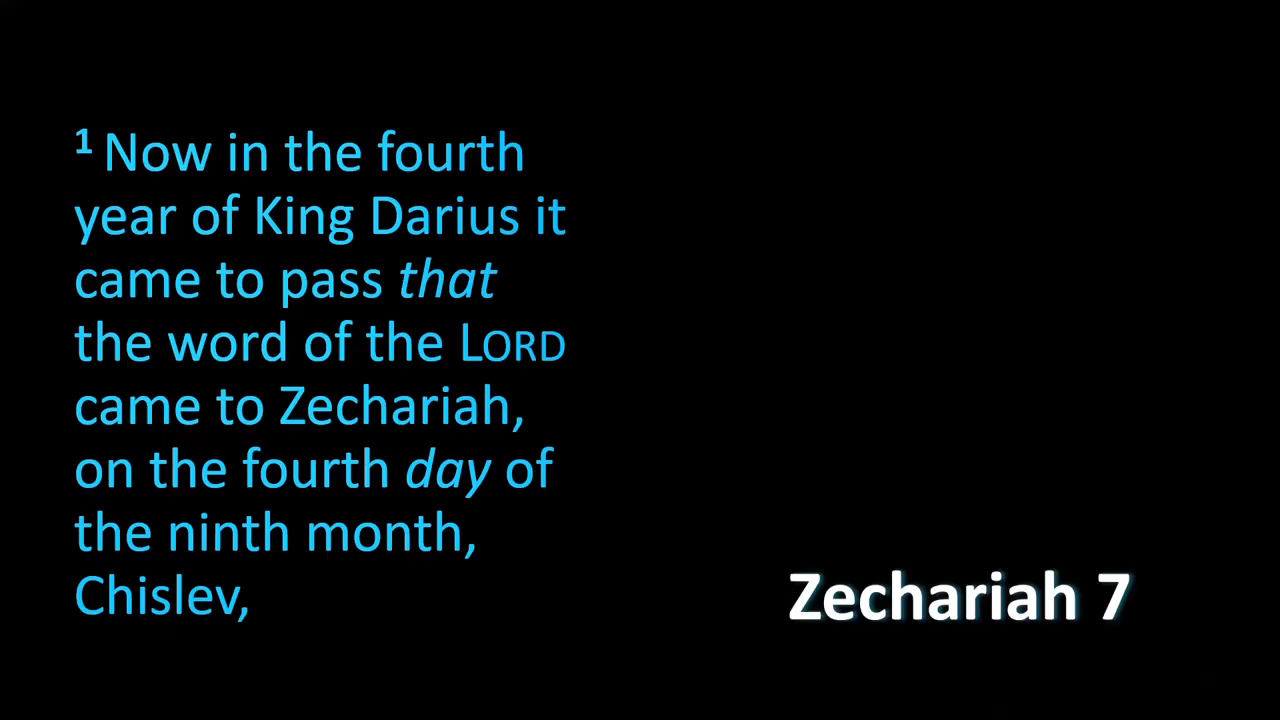 1 Now in the fourth
year of King Darius it
came to pass that
the word of the LORD
came to Zechariah,
on the fourth day of
the ninth month,
Chislev,
Zechariah 7